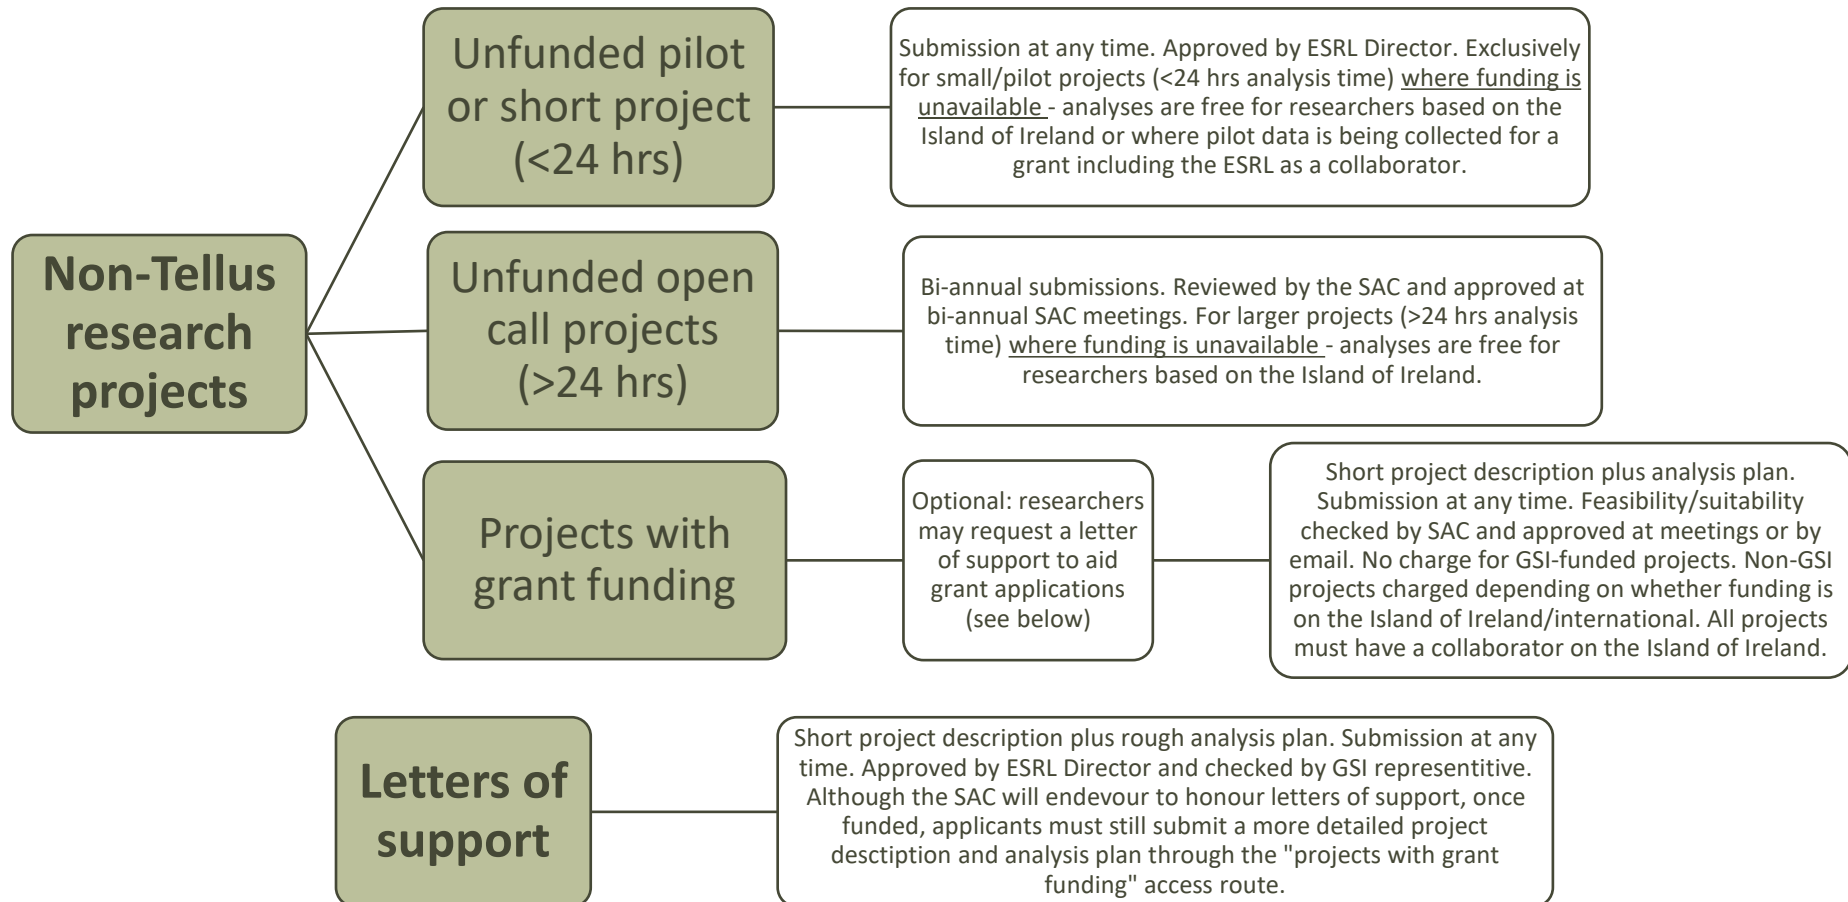 Non-Tellus
research
projects
Unfunded pilot
or short project
(<24 hrs)
Submission at any time. Approved by ESRL Director. Exclusively
for small/pilot projects (<24 hrs analysis time) where funding is
unavailable - analyses are free for researchers based on the
Island of Ireland or where pilot data is being collected for a
grant including the ESRL as a collaborator.
Unfunded open
call projects
(>24 hrs)
Bi-annual submissions. Reviewed by the SAC and approved at
bi-annual SAC meetings. For larger projects (>24 hrs analysis
time) where funding is unavailable - analyses are free for
researchers based on the Island of Ireland.
Projects with
grant funding
Optional: researchers
may request a letter
of support to aid
grant applications
(see below)
Short project description plus analysis plan.
Submission at any time. Feasibility/suitability
checked by SAC and approved at meetings or by
email. No charge for GSI-funded projects. Non-GSI
projects charged depending on whether funding is
on the Island of Ireland/international. All projects
must have a collaborator on the Island of Ireland.
Letters of
support
Short project description plus rough analysis plan. Submission at any
time. Approved by ESRL Director and checked by GSI representitive.
Although the SAC will endevour to honour letters of support, once
funded, applicants must still submit a more detailed project
desctiption and analysis plan through the "projects with grant
funding" access route.